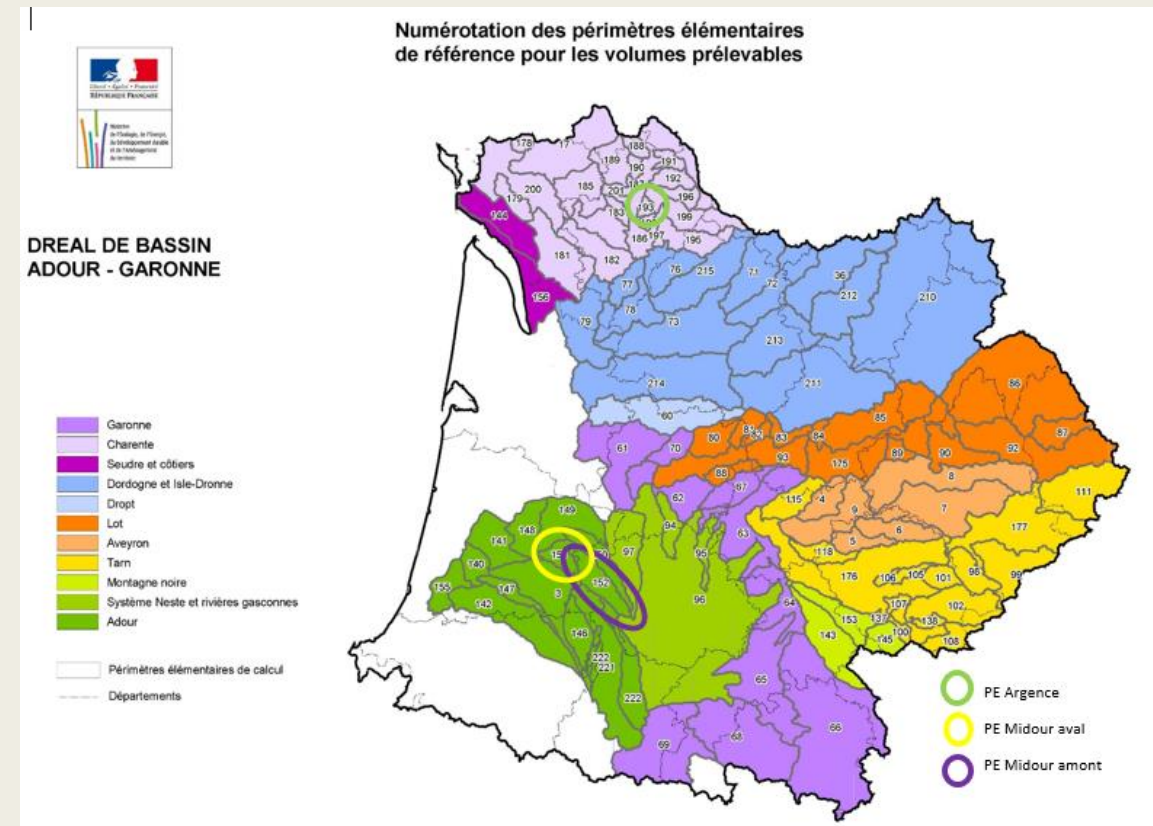 Numérotation des périmètres élémentaires
de référence pour les volumes prélevables
RÉPUBLIQUE FRANÇAISE
DREAL DE BASSIN
ADOUR - GARONNE
Garonne
Charente
Seudre et côtiers
Dordogne et Isle-Dronne
Dropt
Lot
Aveyron
Tarn
Montagne noire
Système Neste et rivières gasconnes
Adour
Périmètres élémentaires de calcul
Départements
178 17 188
189 190 191
192
200 185 201 196
179 183 193 199
144
186 197 195
181 182
156
76 215 71 36
77 72 212 210
79 78 73
213
214 211
60
86
85
61 70 80 81 83 84 87
93 175 89 90 92
88
62 67 8
115 4 111
149 94 63 9 7
148 97 95 6 177
141 5
118
140 152 176 106 105 101 98 99
155 147 3 96
142 64 107 102
153 137 138
146 143 145 100 108
222
221
222 65
66
69 68
PE Argence
PE Midour aval
PE Midour amont